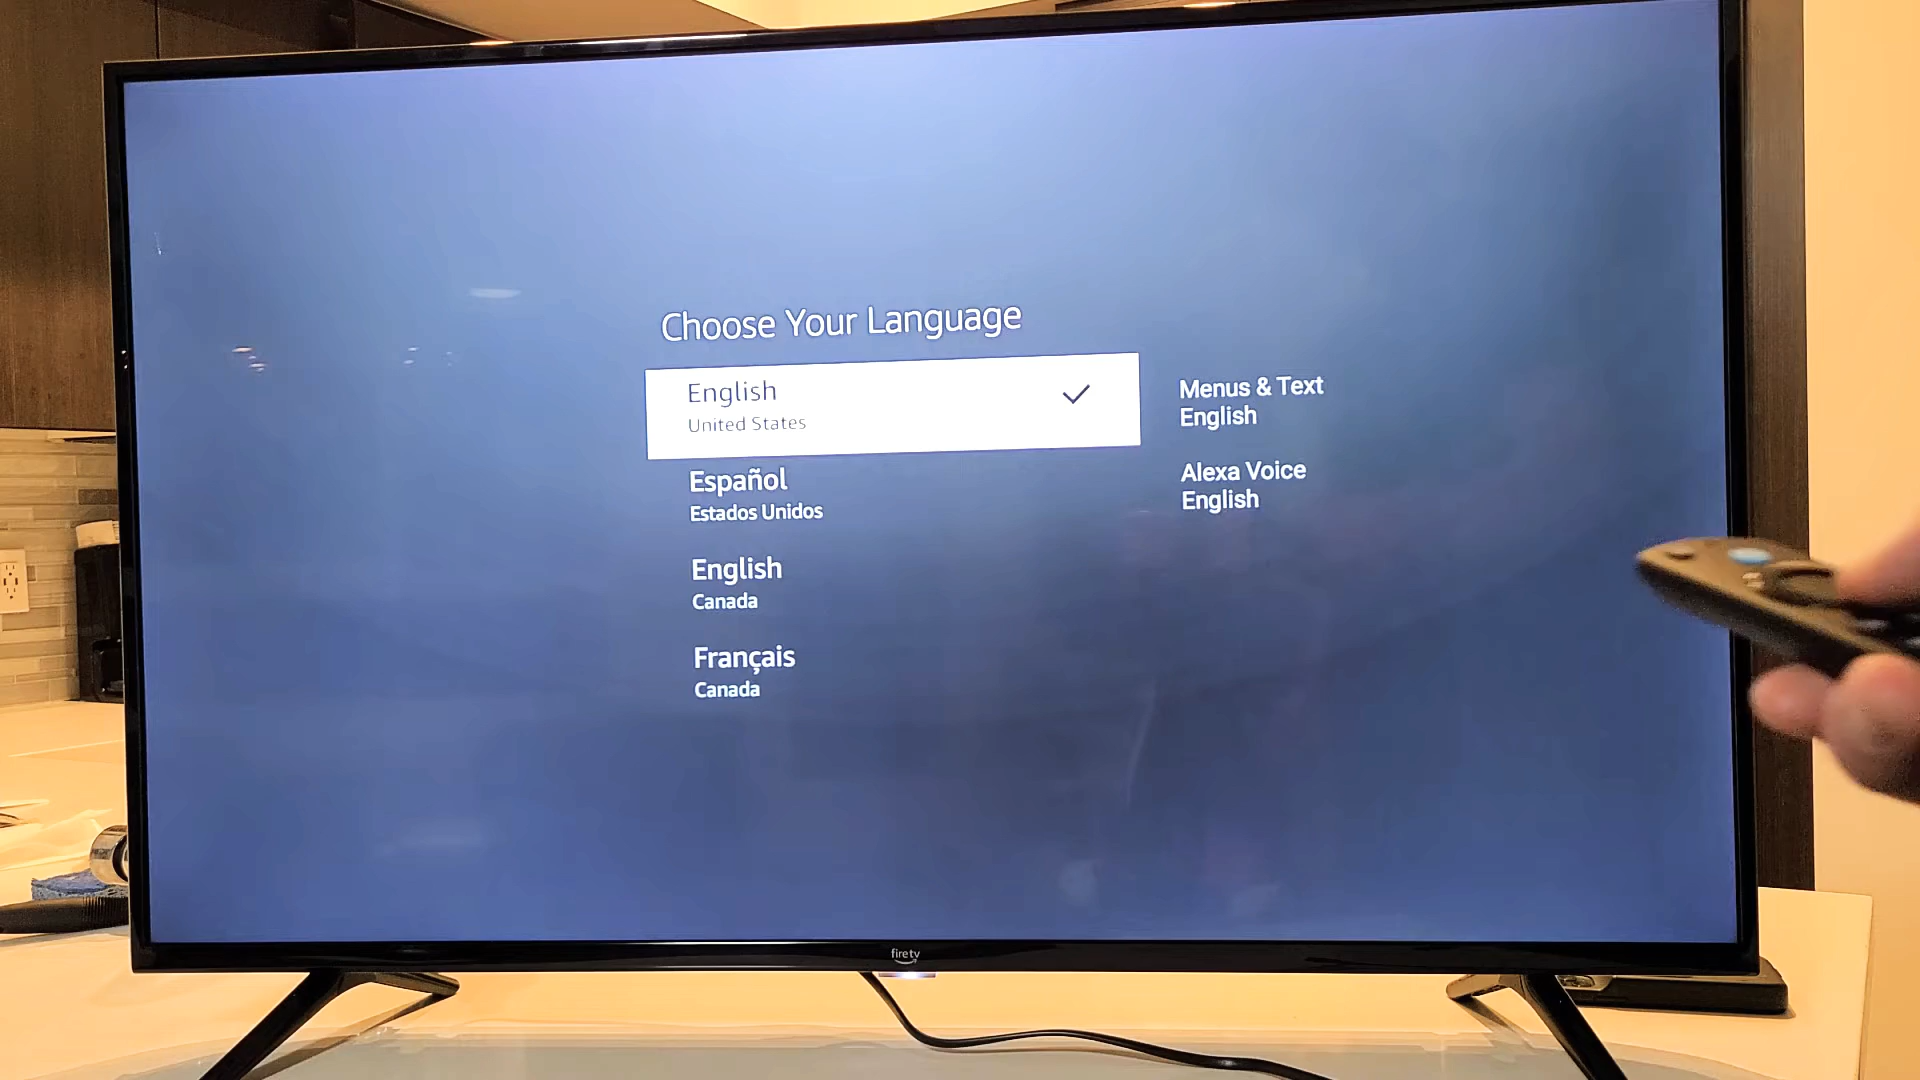 Choose Your Language
English
United States
Español
Estados Unidos
English
Canada
Français
Canada
Menus & Text
English
Alexa Voice
English
firetv